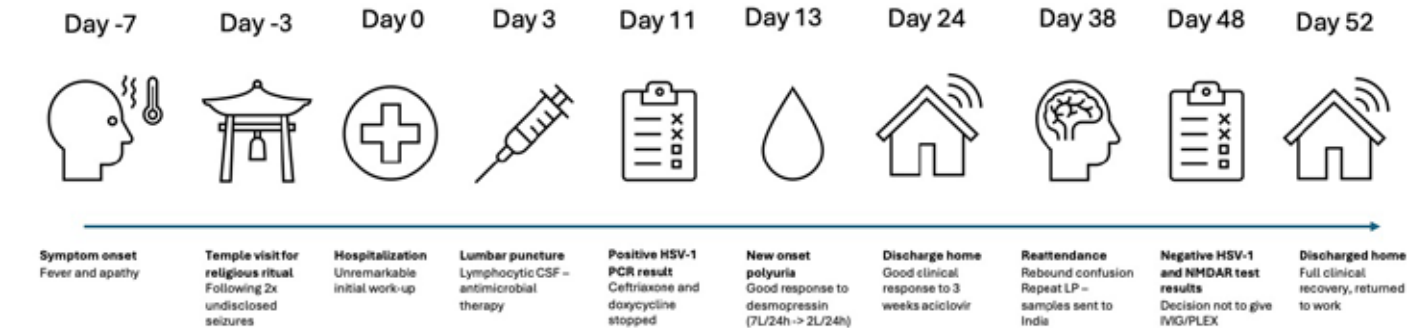 Day -7
Day -3
Day 0
Day 3
Day 11
Day 13
Day 24
Day 38
Day 48
Day 52
Symptom onset
Fever and apathy
Temple visit for
religious ritual
Following 2x
undisclosed
seizures
Hospitalization
Unremarkable
initial work-up
Lumbar puncture
Lymphocytic CSF –
antimicrobial
therapy
Positive HSV-1
PCR result
Ceftriaxone and
doxycycline
stopped
New onset
polyuria
Good response to
desmopressin
(7L/24h -> 2L/24h)
Discharge home
Good clinical
response to 3
weeks aciclovir
Reattendance
Rebound confusion
Repeat LP –
samples sent to
India
Negative HSV-1
and NMDAR test
results
Decision not to give
IVIG/PLEX
Discharged home
Full clinical
recovery, returned
to work